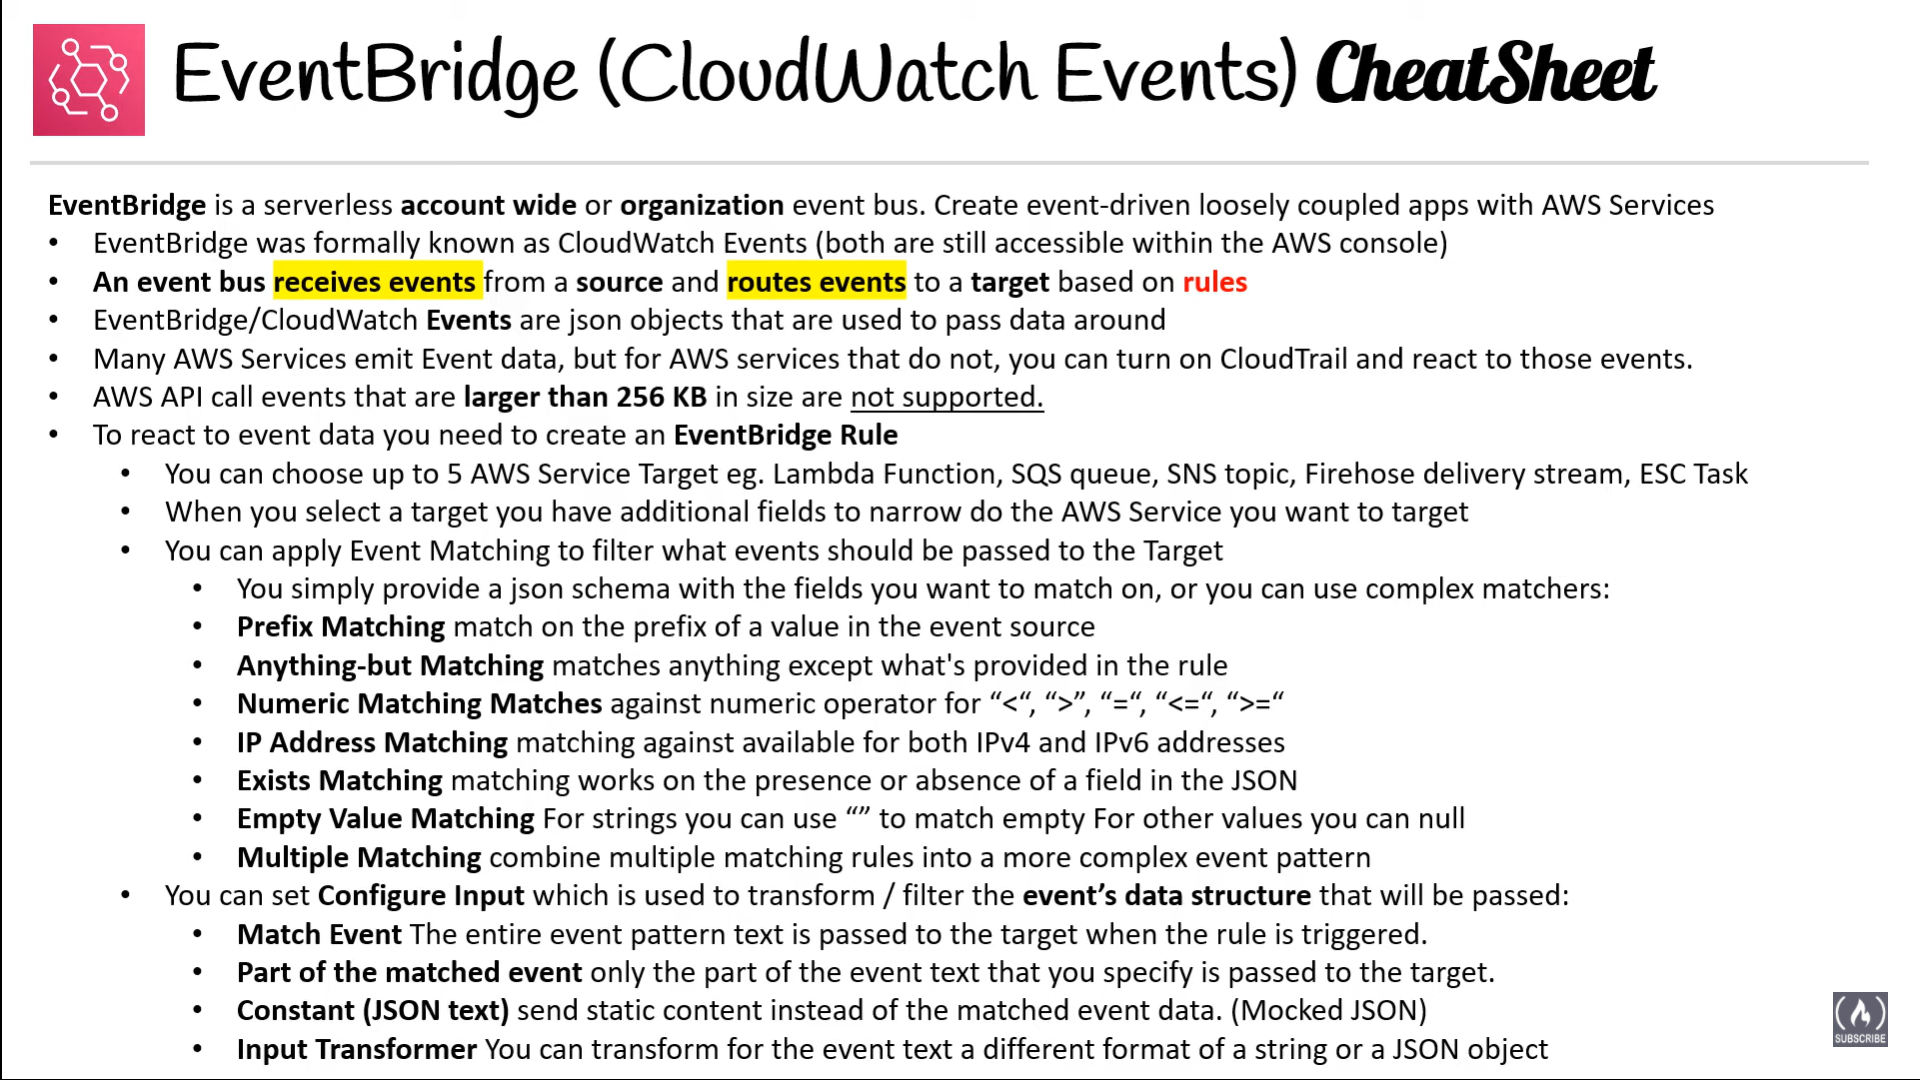 EventBridge (CloudWatch Events) CheatSheet
EventBridge is a serverless account wide or organization event bus. Create event-driven loosely coupled apps with AWS Services
• EventBridge was formally known as CloudWatch Events (both are still accessible within the AWS console)
• An event bus receives events from a source and routes events to a target based on rules
• EventBridge/CloudWatch Events are json objects that are used to pass data around
• Many AWS Services emit Event data, but for AWS services that do not, you can turn on CloudTrail and react to those events.
• AWS API call events that are larger than 256 KB in size are not supported.
• To react to event data you need to create an EventBridge Rule
• You can choose up to 5 AWS Service Target eg. Lambda Function, SQS queue, SNS topic, Firehose delivery stream, ESC Task
• When you select a target you have additional fields to narrow do the AWS Service you want to target
• You can apply Event Matching to filter what events should be passed to the Target
• You simply provide a json schema with the fields you want to match on, or you can use complex matchers:
• Prefix Matching match on the prefix of a value in the event source
• Anything-but Matching matches anything except what's provided in the rule
• Numeric Matching Matches against numeric operator for “<“, “>”, “=“, “<=“, “>=“
• IP Address Matching matching against available for both IPv4 and IPv6 addresses
• Exists Matching matching works on the presence or absence of a field in the JSON
• Empty Value Matching For strings you can use “” to match empty For other values you can null
• Multiple Matching combine multiple matching rules into a more complex event pattern
• You can set Configure Input which is used to transform / filter the event’s data structure that will be passed:
• Match Event The entire event pattern text is passed to the target when the rule is triggered.
• Part of the matched event only the part of the event text that you specify is passed to the target.
• Constant (JSON text) send static content instead of the matched event data. (Mocked JSON)
• Input Transformer You can transform for the event text a different format of a string or a JSON object
SUBSCRIBE